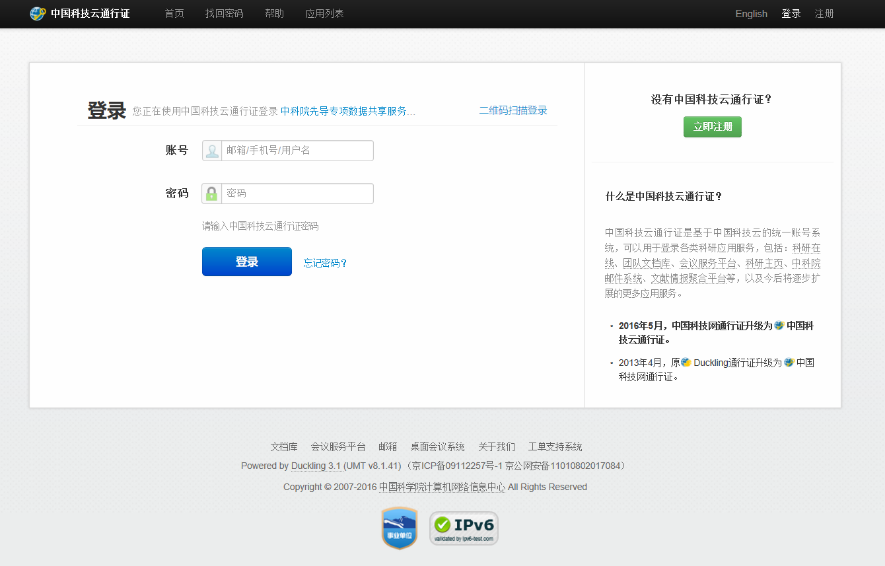 中国科技云通行证 首页 找回密码 帮助 应用列表 English 登录 注册
登录 您正在使用中国科技云通行证登录 中科院先导专项数据共享服务... 二维码扫描登录
账号 邮箱/手机号/用户名
密码 密码
请输入中国科技云通行证密码
登录 忘记密码?
没有中国科技云通行证?
立即注册
什么是中国科技云通行证?
中国科技云通行证是基于中国科技云的统一账号系
统，可以用于登录各类科研应用服务，包括：科研在
线、团队文档库、会议服务平台、科研主页、中科院
邮件系统、文献情报聚合平台等，以及今后将逐步扩
展的更多应用服务。
• 2016年5月，中国科技网通行证升级为 中国科
技云通行证。
• 2013年4月，原 Duckling通行证升级为 中国
科技网通行证。
文档库 会议服务平台 邮箱 桌面会议系统 关于我们 工单支持系统
Powered by Duckling 3.1 (UMT v8.1.41) （京ICP备09112257号-1 京公网安备11010802017084）
Copyright © 2007-2016 中国科学院计算机网络信息中心 All Rights Reserved
事业单位
IPv6
validated by ipv6-test.com